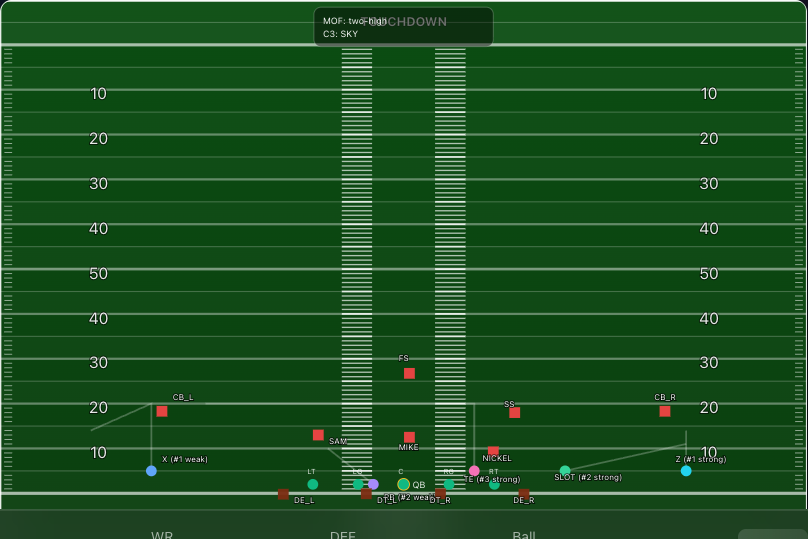 TOUCHDOWN
MOF: two-high
C3: SKY
10 10
20 20
30 30
40 40
50 50
40 40
30 30
FS
20 20
CB_L
SS
CB_R
SAM
MIKE
10 10
X (#1 weak)
NICKEL
Z (#1 strong)
LT
LG
C
RG
RT
QB
TE (#3 strong)
SLOT (#2 strong)
DE_L
DT_L
(#2 weak)
DT_R
DE_R
WR
DEF
Ball